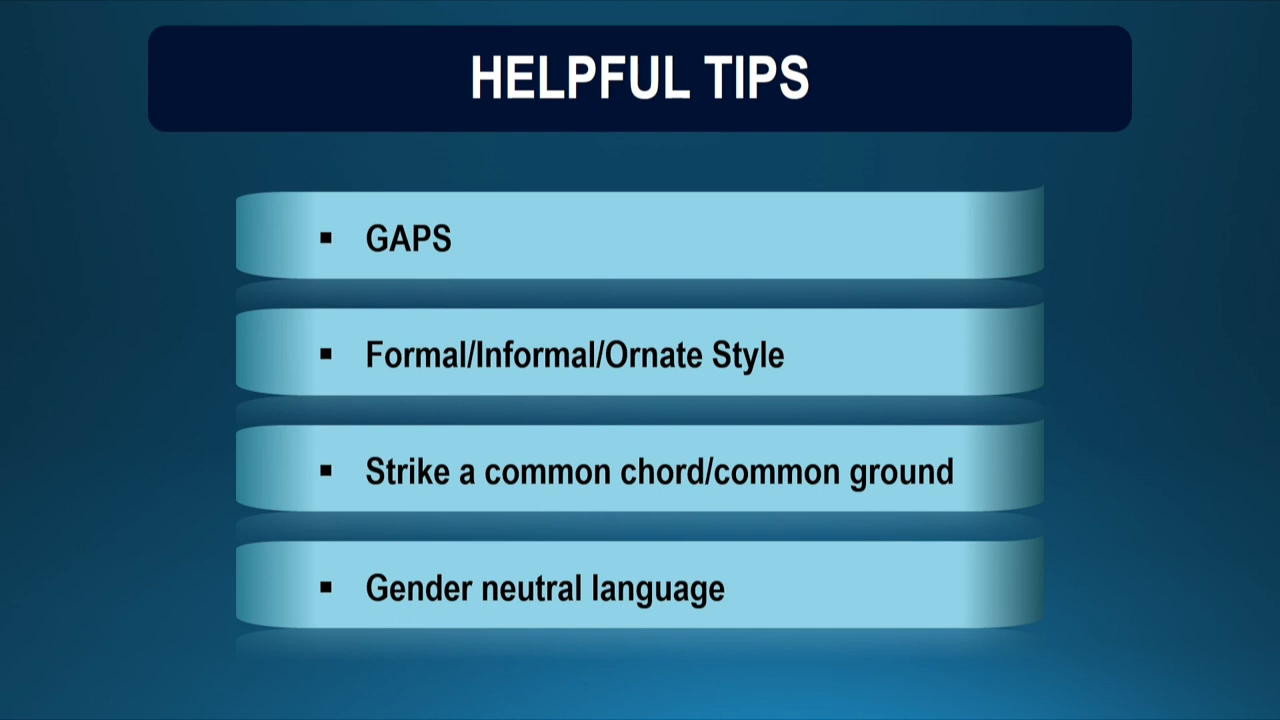 HELPFUL TIPS
▪ GAPS
▪ Formal/Informal/Ornate Style
▪ Strike a common chord/common ground
▪ Gender neutral language